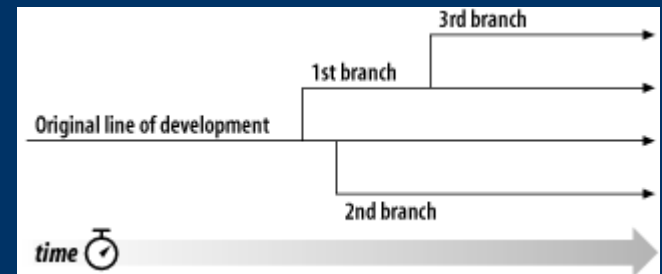 3rd branch
1st branch
Original line of development
2nd branch
time